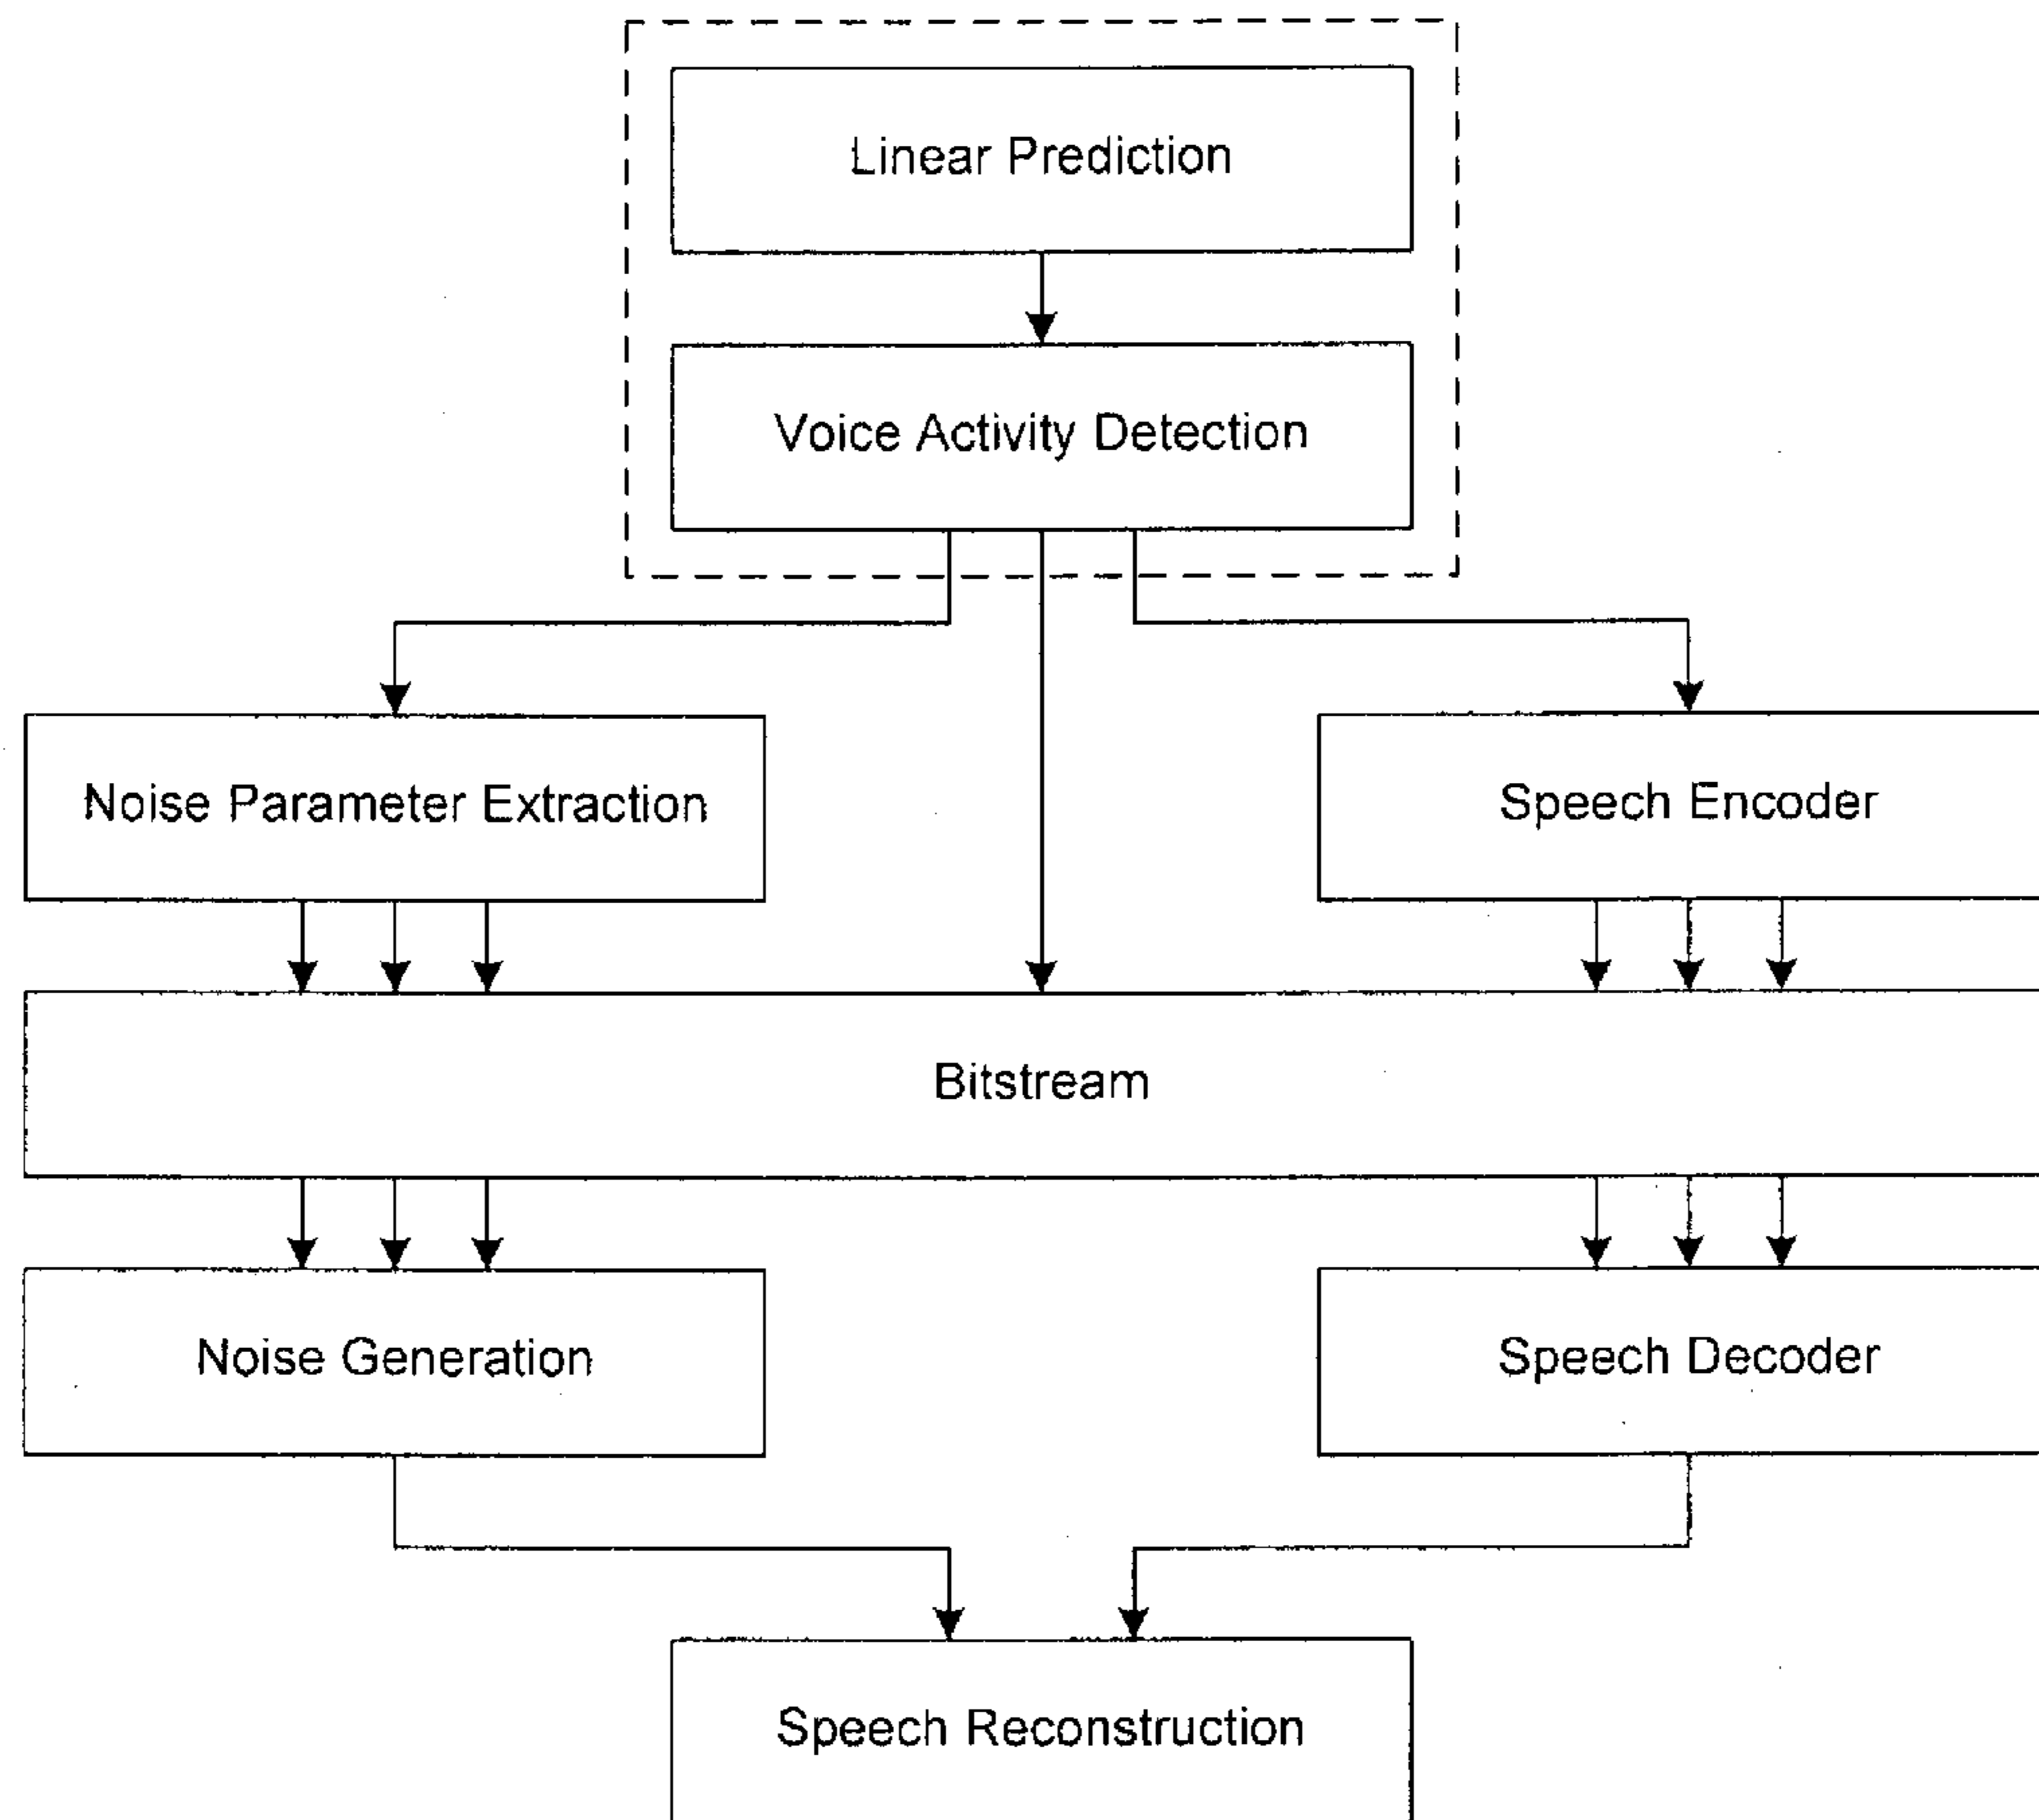 Linear Prediction
Voice Activity Detection
Noise Parameter Extraction
Speech Encoder
Bitstream
Noise Generation
Speech Decoder
Speech Reconstruction